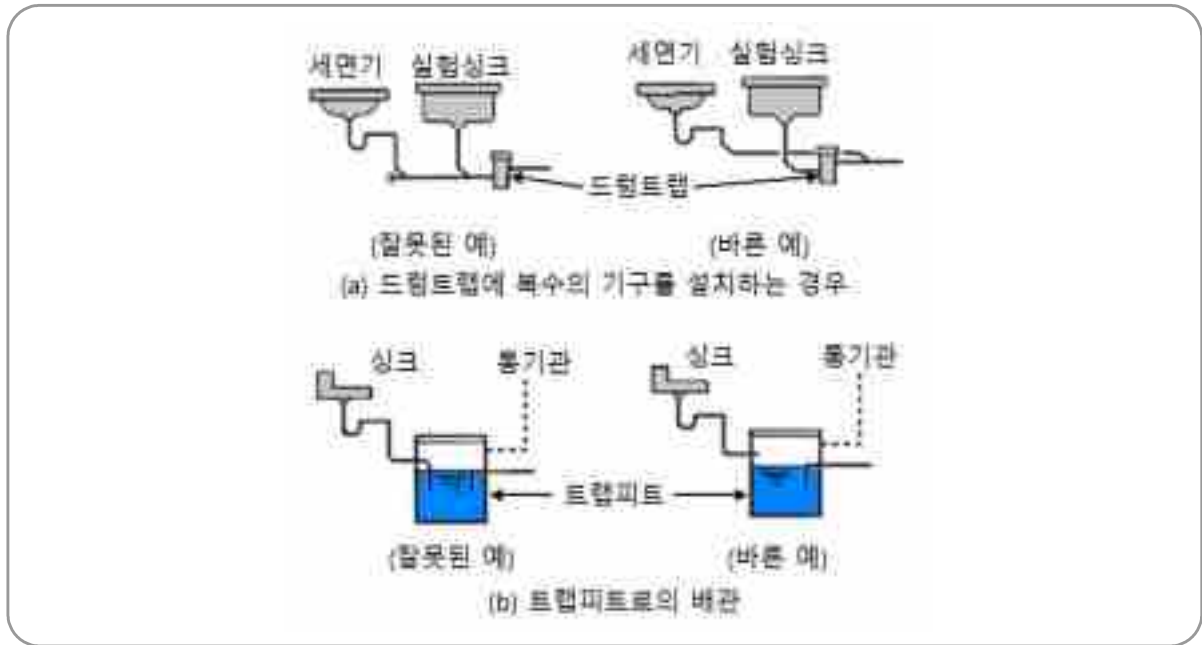 세면기 실험싱크 세면기 실험싱크
드럼트랩
(잘못된 예) (바른 예)
(a) 드럼트랩에 복수의 기구를 설치하는 경우
싱크 통기관 싱크 통기관
트랩피트
(잘못된 예) (바른 예)
(b) 트랩피트로의 배관